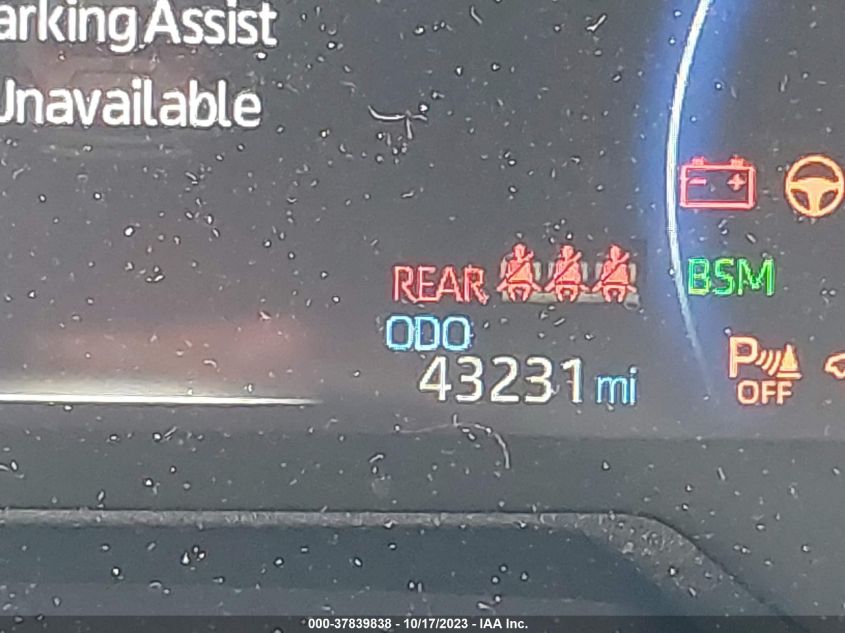 arking Assist
Unavailable
REAR
BSM
ODO
43231 mi
P
OFF
000-37839838 - 10/17/2023 - IAA Inc.